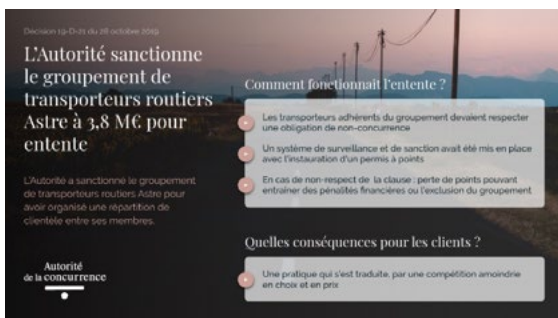 Décision 19-D-21 du 28 octobre 2019
L'Autorité sanctionne
le groupement de
transporteurs routiers
Astre à 3,8 M€ pour
entente
L'Autorité a sanctionné le groupement
de transporteurs routiers Astre pour
avoir organisé une répartition de
clientèle entre ses membres.
Autorité
de la concurrence
Comment fonctionnait l'entente ?
Les transporteurs adhérents du groupement devaient respecter
une obligation de non-concurrence
Un système de surveillance et de sanction avait été mis en place
avec l'instauration d'un permis à points
En cas de non-respect de la clause : perte de points pouvant
entraîner des pénalités financières ou l'exclusion du groupement
Quelles conséquences pour les clients ?
Une pratique qui s'est traduite, par une compétition amoindrie
en choix et en prix